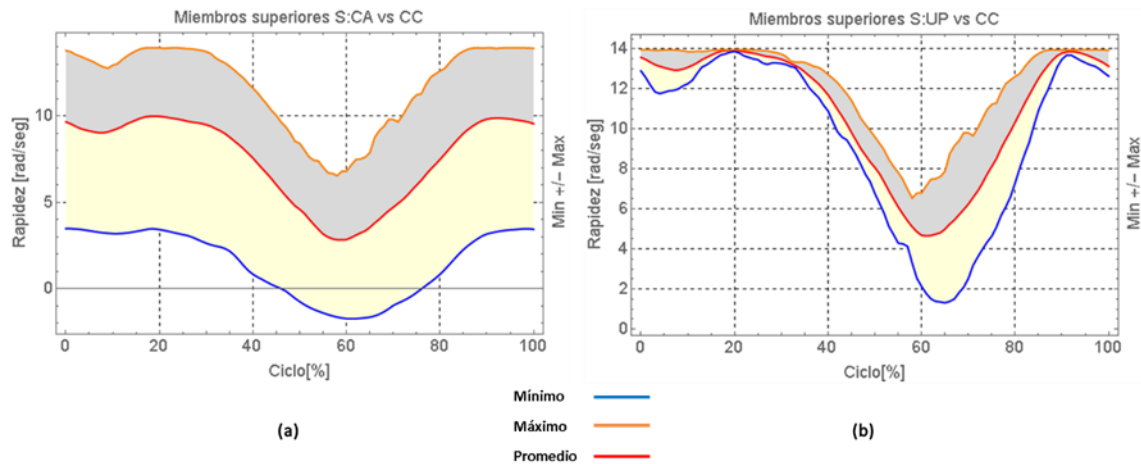 Miembros superiores S:CA vs CC
Rapidez [rad/seg]
10
5
0
0 20 40 60 80 100
Ciclo[%]
Min +/− Max
Miembros superiores S:UP vs CC
Rapidez [rad/seg]
14
12
10
8
6
4
2
0
0 20 40 60 80 100
Ciclo[%]
Min +/− Max
Mínimo
Máximo
Promedio
(a)
(b)